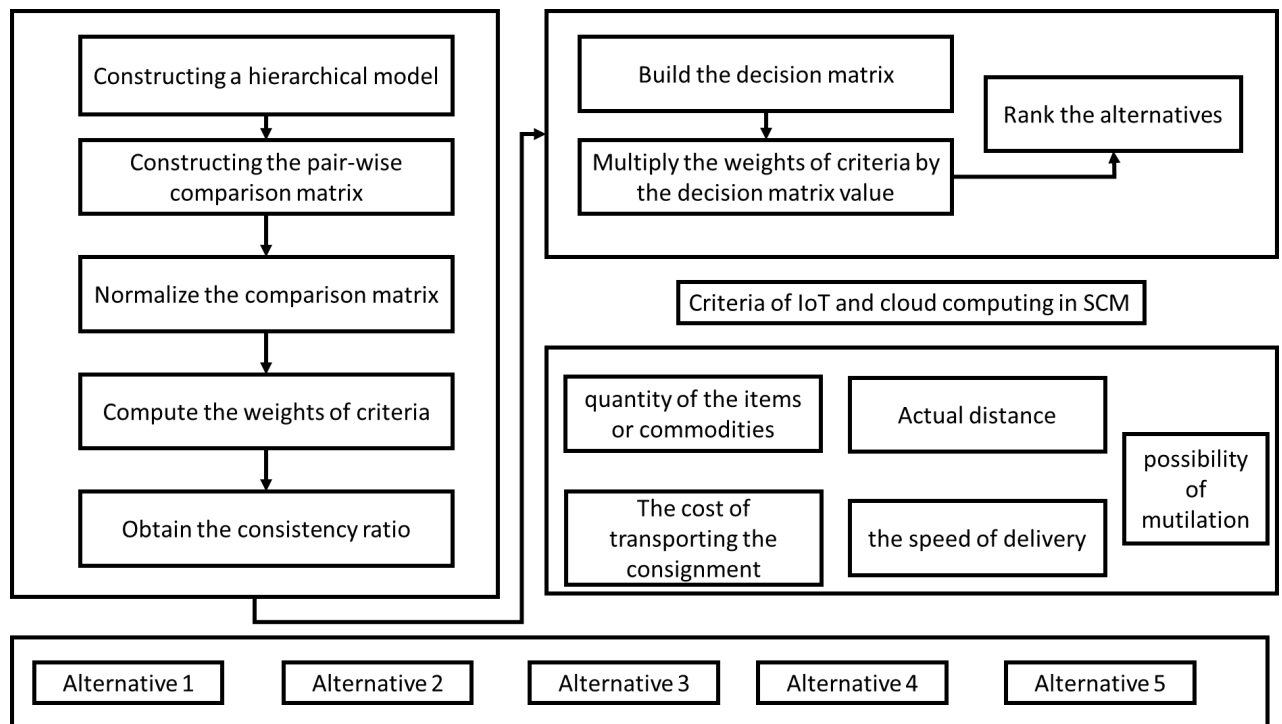 Constructing a hierarchical model
Constructing the pair-wise
comparison matrix
Normalize the comparison matrix
Compute the weights of criteria
Obtain the consistency ratio
Build the decision matrix
Multiply the weights of criteria by
the decision matrix value
Rank the alternatives
Criteria of IoT and cloud computing in SCM
quantity of the items
or commodities
Actual distance
The cost of
transporting the
consignment
the speed of delivery
possibility
of
mutilation
Alternative 1
Alternative 2
Alternative 3
Alternative 4
Alternative 5